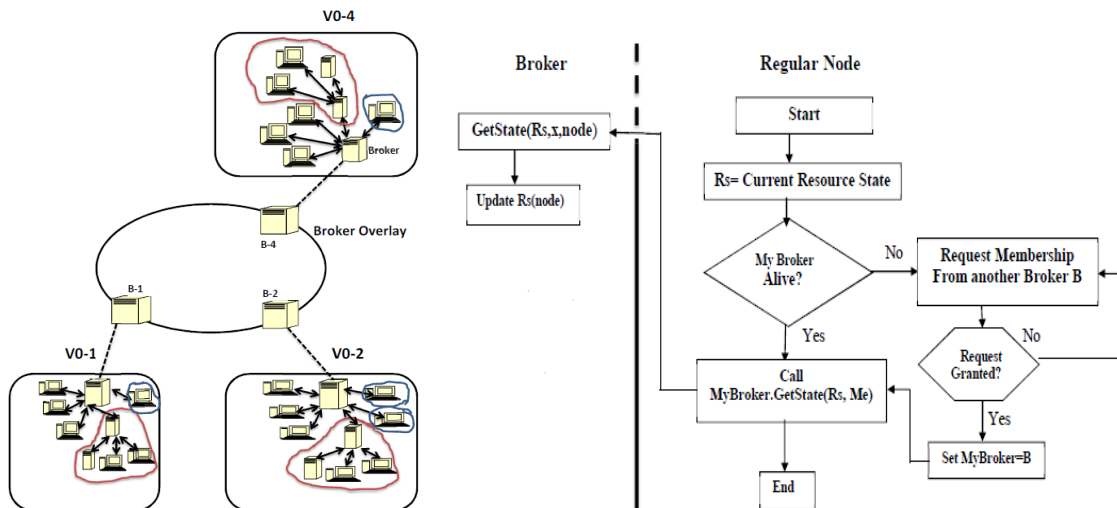 V0-4
Broker
Broker Overlay
B-4
B-1
B-2
V0-1
V0-2
Broker
GetState(Rs,x,node)
Update Rs(node)
Regular Node
Start
Rs= Current Resource State
My Broker
Alive?
No
Request Membership
From another Broker B
Yes
No
Request
Granted?
Call
MyBroker.GetState(Rs, Me)
Yes
Set MyBroker=B
End